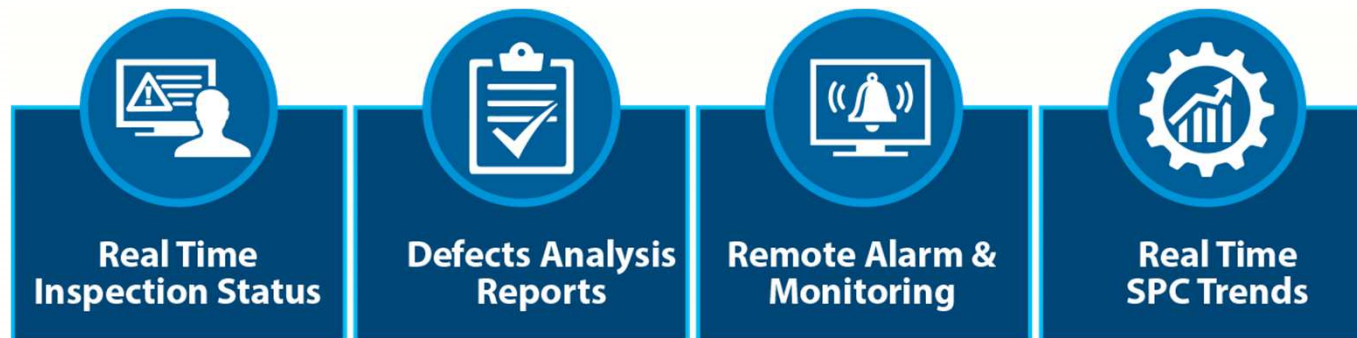 Real Time
Inspection Status
Defects Analysis
Reports
Remote Alarm &
Monitoring
Real Time
SPC Trends